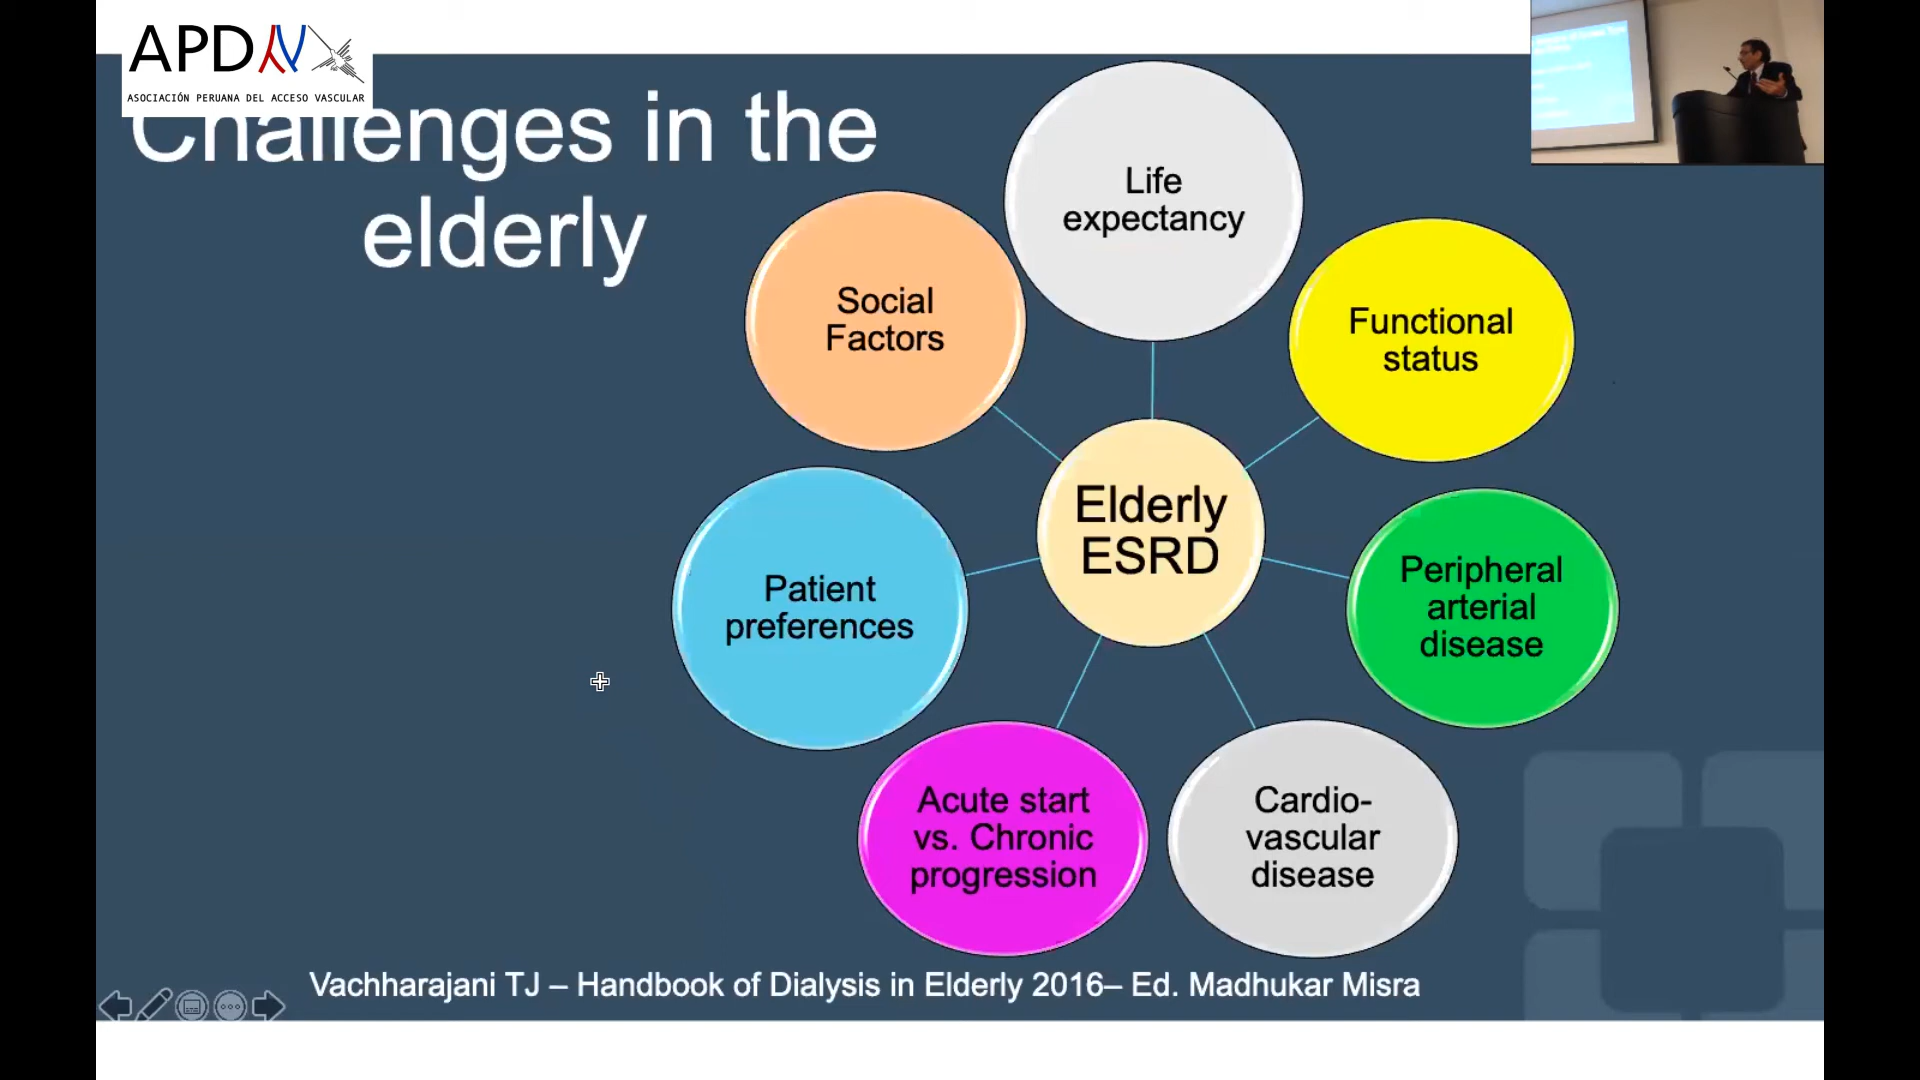 APDAV
ASOCIACIÓN PERUANA DEL ACCESO VASCULAR
Challenges in the
elderly
Life
expectancy
Functional
status
Peripheral
arterial
disease
Cardio-
vascular
disease
Acute start
vs. Chronic
progression
Patient
preferences
Social
Factors
Elderly
ESRD
Vachharajani TJ – Handbook of Dialysis in Elderly 2016– Ed. Madhukar Misra